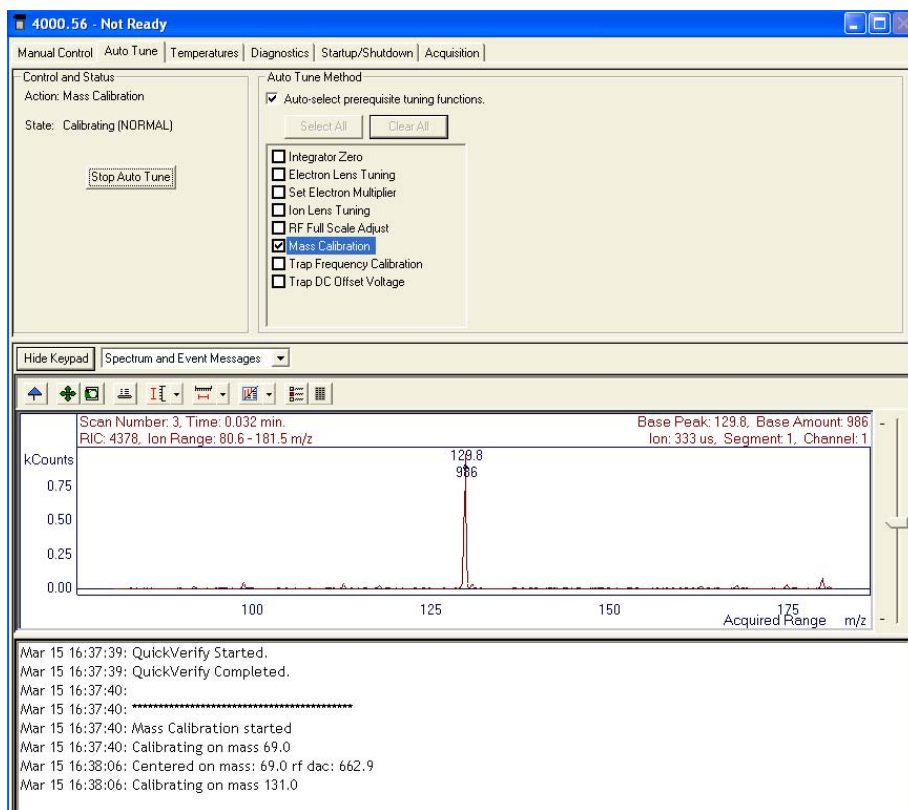 4000.56 - Not Ready
Manual Control Auto Tune Temperatures Diagnostics Startup/Shutdown Acquisition
Control and Status
Action: Mass Calibration
State: Calibrating (NORMAL)
Stop Auto Tune
Auto Tune Method
Auto-select prerequisite tuning functions.
Select All Clear All
Integrator Zero
Electron Lens Tuning
Set Electron Multiplier
Ion Lens Tuning
RF Full Scale Adjust
Mass Calibration
Trap Frequency Calibration
Trap DC Offset Voltage
Hide Keypad Spectrum and Event Messages
Scan Number: 3, Time: 0.032 min.
RIC: 4378, Ion Range: 80.6 - 181.5 m/z
Base Peak: 129.8, Base Amount: 986
Ion: 333 us, Segment: 1, Channel: 1
kCounts
129.8
986
0.75
0.50
0.25
0.00
100 125 150 175
Acquired Range m/z
Mar 15 16:37:39: QuickVerify Started.
Mar 15 16:37:39: QuickVerify Completed.
Mar 15 16:37:40:
Mar 15 16:37:40: ******************************************
Mar 15 16:37:40: Mass Calibration started
Mar 15 16:37:40: Calibrating on mass 69.0
Mar 15 16:38:06: Centered on mass: 69.0 rf dac: 662.9
Mar 15 16:38:06: Calibrating on mass 131.0